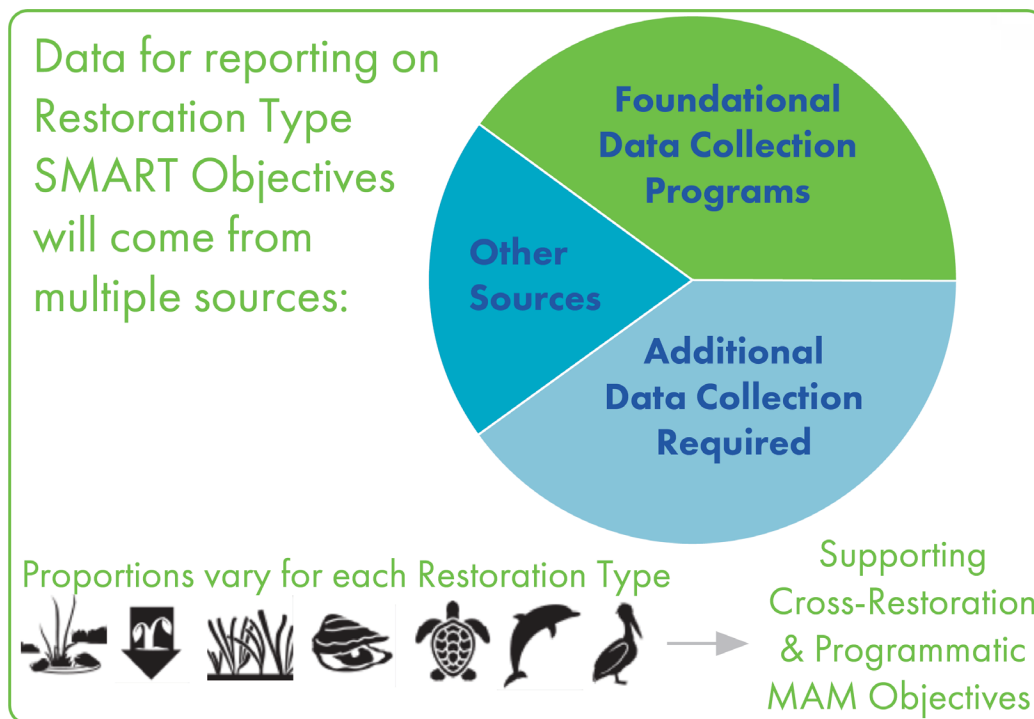 Data for reporting on
Restoration Type
SMART Objectives
will come from
multiple sources:
Foundational
Data Collection
Programs
Other
Sources
Additional
Data Collection
Required
Proportions vary for each Restoration Type
Supporting
Cross-Restoration
& Programmatic
MAM Objectives